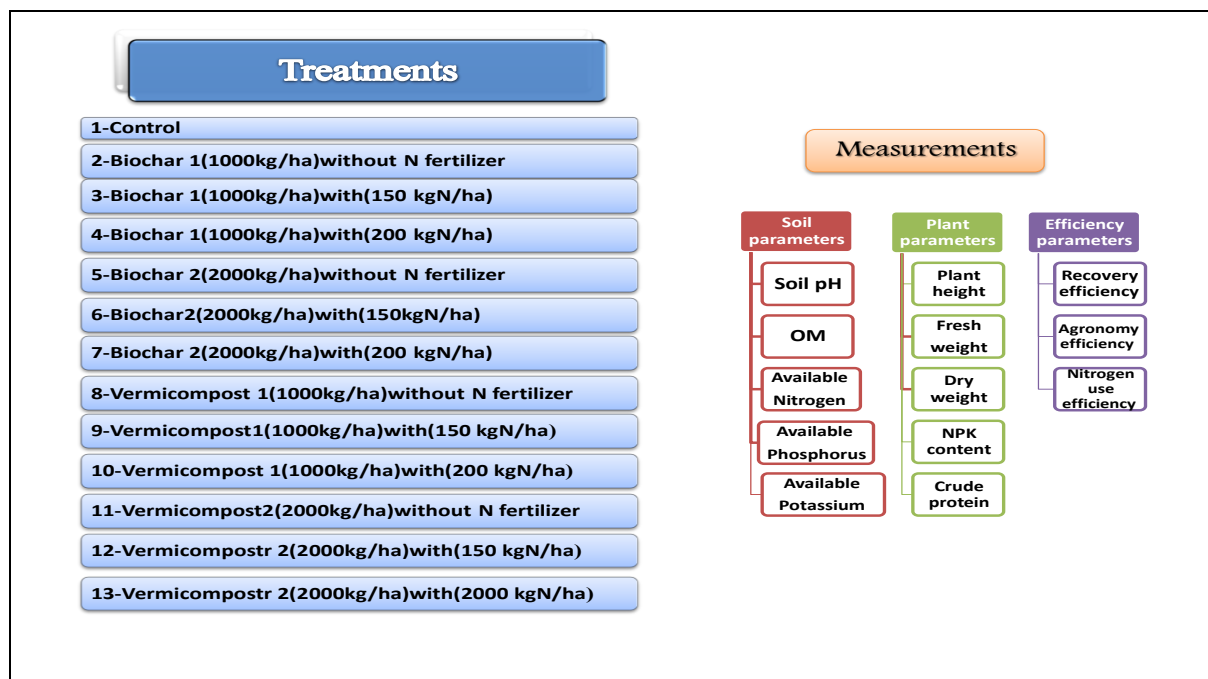 Treatments
1-Control
2-Biochar 1(1000kg/ha)without N fertilizer
3-Biochar 1(1000kg/ha)with(150 kgN/ha)
4-Biochar 1(1000kg/ha)with(200 kgN/ha)
5-Biochar 2(2000kg/ha)without N fertilizer
6-Biochar2(2000kg/ha)with(150kgN/ha)
7-Biochar 2(2000kg/ha)with(200 kgN/ha)
8-Vermicompost 1(1000kg/ha)without N fertilizer
9-Vermicompost1(1000kg/ha)with(150 kgN/ha)
10-Vermicompost 1(1000kg/ha)with(200 kgN/ha)
11-Vermicompost2(2000kg/ha)without N fertilizer
12-Vermicompostr 2(2000kg/ha)with(150 kgN/ha)
13-Vermicompostr 2(2000kg/ha)with(2000 kgN/ha)
Measurements
Soil
parameters
Soil pH
OM
Available
Nitrogen
Available
Phosphorus
Available
Potassium
Plant
parameters
Plant
height
Fresh
weight
Dry
weight
NPK
content
Crude
protein
Efficiency
parameters
Recovery
efficiency
Agronomy
efficiency
Nitrogen
use
efficiency